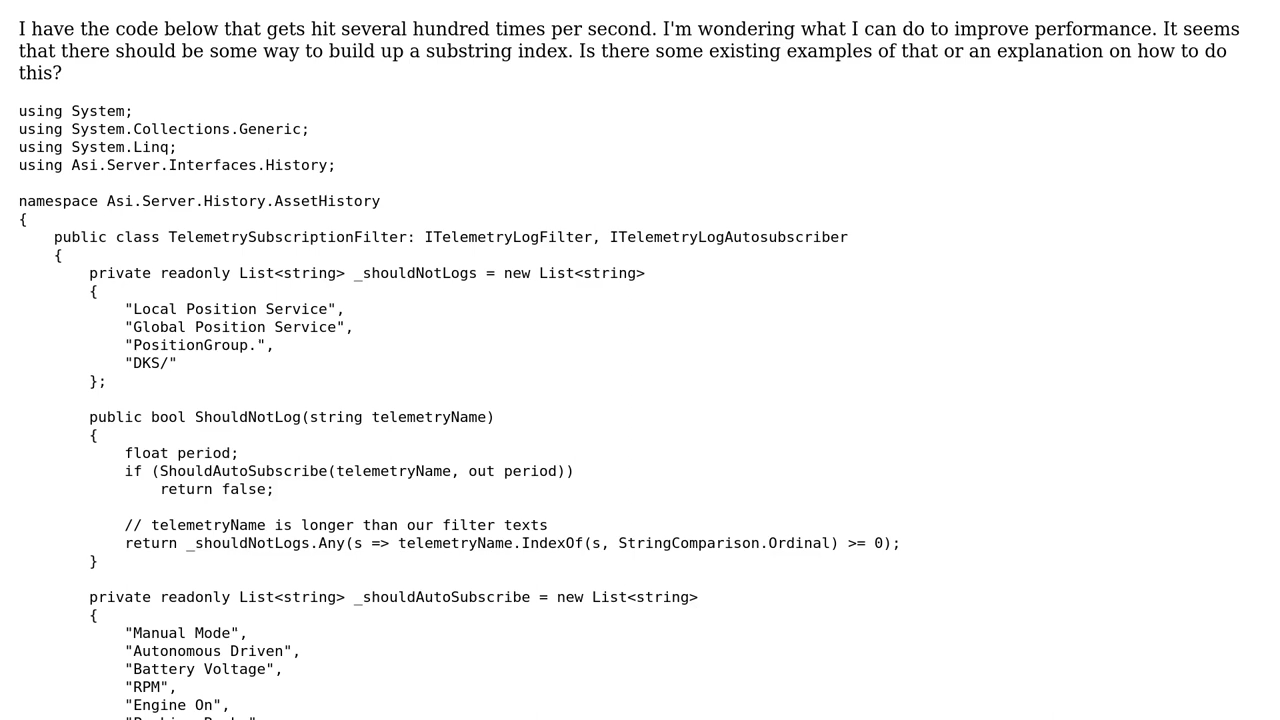 I have the code below that gets hit several hundred times per second. I'm wondering what I can do to improve performance. It seems
that there should be some way to build up a substring index. Is there some existing examples of that or an explanation on how to do
this?
using System;
using System.Collections.Generic;
using System.Linq;
using Asi.Server.Interfaces.History;
namespace Asi.Server.History.AssetHistory
{
    public class TelemetrySubscriptionFilter: ITelemetryLogFilter, ITelemetryLogAutosubscriber
    {
        private readonly List<string> _shouldNotLogs = new List<string>
        {
            "Local Position Service",
            "Global Position Service",
            "PositionGroup.",
            "DKS/"
        };
        public bool ShouldNotLog(string telemetryName)
        {
            float period;
            if (ShouldAutoSubscribe(telemetryName, out period))
                return false;
            // telemetryName is longer than our filter texts
            return _shouldNotLogs.Any(s => telemetryName.IndexOf(s, StringComparison.Ordinal) >= 0);
        }
        private readonly List<string> _shouldAutoSubscribe = new List<string>
        {
            "Manual Mode",
            "Autonomous Driven",
            "Battery Voltage",
            "RPM",
            "Engine On",